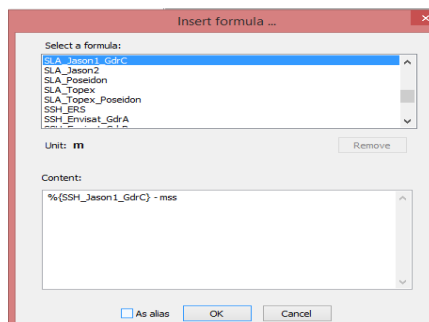 Insert formula ...
Select a formula:
SLA_Jason1_GdrC
SLA_Jason2
SLA_Poseidon
SLA_Topex
SLA_Topex_Poseidon
SSH_ERS
SSH_Envisat_GdrA
Unit: m
Remove
Content:
%{SSH_Jason1_GdrC} - mss
As alias
OK
Cancel